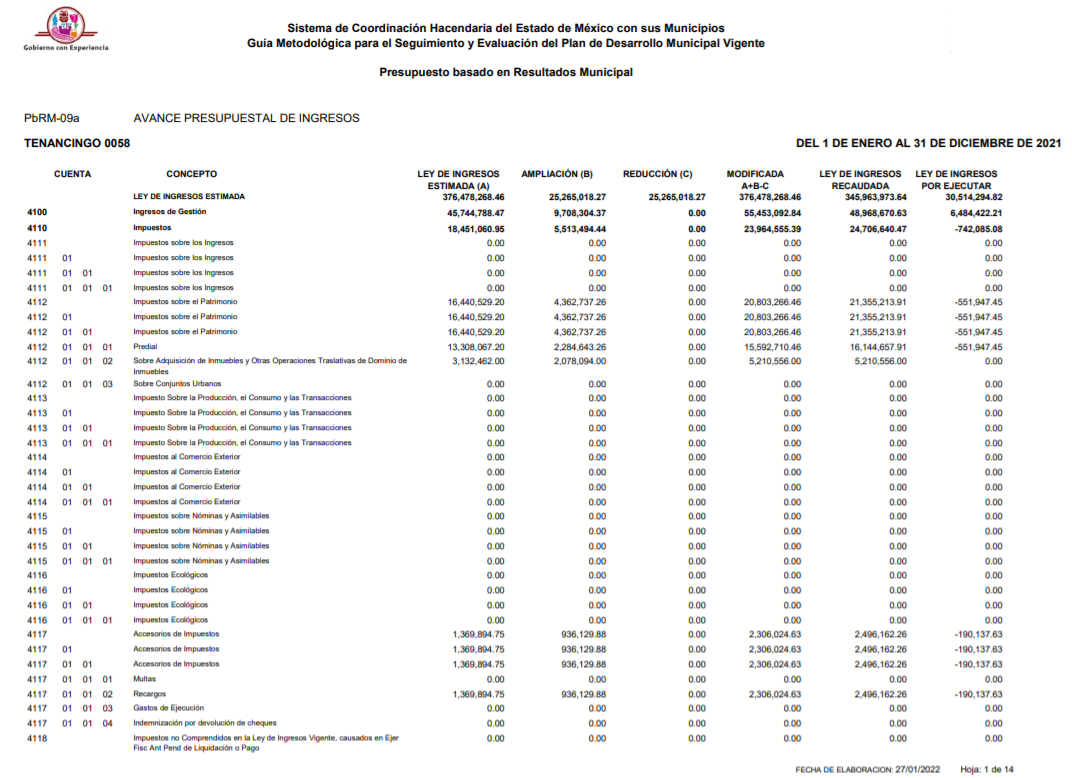 Gobierno con Experiencia
Sistema de Coordinación Hacendaria del Estado de México con sus Municipios
Guía Metodológica para el Seguimiento y Evaluación del Plan de Desarrollo Municipal Vigente
Presupuesto basado en Resultados Municipal
PbRM-09a AVANCE PRESUPUESTAL DE INGRESOS
TENANCINGO 0058 DEL 1 DE ENERO AL 31 DE DICIEMBRE DE 2021
CUENTA CONCEPTO LEY DE INGRESOS AMPLIACIÓN (B) REDUCCIÓN (C) MODIFICADA LEY DE INGRESOS LEY DE INGRESOS
ESTIMADA (A) A+B-C RECAUDADA POR EJECUTAR
LEY DE INGRESOS ESTIMADA 376,478,268.46 25,265,018.27 25,265,018.27 376,478,268.46 345,963,973.64 30,514,294.82
4100 Ingresos de Gestión 45,744,788.47 9,708,304.37 0.00 55,453,092.84 48,968,670.63 6,484,422.21
4110 Impuestos 18,451,060.95 5,513,494.44 0.00 23,964,555.39 24,706,640.47 -742,085.08
4111 Impuestos sobre los Ingresos 0.00 0.00 0.00 0.00 0.00 0.00
4111 01 Impuestos sobre los Ingresos 0.00 0.00 0.00 0.00 0.00 0.00
4111 01 01 Impuestos sobre los Ingresos 0.00 0.00 0.00 0.00 0.00 0.00
4111 01 01 01 Impuestos sobre los Ingresos 0.00 0.00 0.00 0.00 0.00 0.00
4112 Impuestos sobre el Patrimonio 16,440,529.20 4,362,737.26 0.00 20,803,266.46 21,355,213.91 -551,947.45
4112 01 Impuestos sobre el Patrimonio 16,440,529.20 4,362,737.26 0.00 20,803,266.46 21,355,213.91 -551,947.45
4112 01 01 Impuestos sobre el Patrimonio 16,440,529.20 4,362,737.26 0.00 20,803,266.46 21,355,213.91 -551,947.45
4112 01 01 01 Predial 13,308,067.20 2,284,643.26 0.00 15,592,710.46 16,144,657.91 -551,947.45
4112 01 01 02 Sobre Adquisición de Inmuebles y Otras Operaciones Traslativas de Dominio de 3,132,462.00 2,078,094.00 0.00 5,210,556.00 5,210,556.00 0.00
Inmuebles
4112 01 01 03 Sobre Conjuntos Urbanos 0.00 0.00 0.00 0.00 0.00 0.00
4113 Impuesto Sobre la Producción, el Consumo y las Transacciones 0.00 0.00 0.00 0.00 0.00 0.00
4113 01 Impuesto Sobre la Producción, el Consumo y las Transacciones 0.00 0.00 0.00 0.00 0.00 0.00
4113 01 01 Impuesto Sobre la Producción, el Consumo y las Transacciones 0.00 0.00 0.00 0.00 0.00 0.00
4113 01 01 01 Impuesto Sobre la Producción, el Consumo y las Transacciones 0.00 0.00 0.00 0.00 0.00 0.00
4114 Impuestos al Comercio Exterior 0.00 0.00 0.00 0.00 0.00 0.00
4114 01 Impuestos al Comercio Exterior 0.00 0.00 0.00 0.00 0.00 0.00
4114 01 01 Impuestos al Comercio Exterior 0.00 0.00 0.00 0.00 0.00 0.00
4114 01 01 01 Impuestos al Comercio Exterior 0.00 0.00 0.00 0.00 0.00 0.00
4115 Impuestos sobre Nóminas y Asimilables 0.00 0.00 0.00 0.00 0.00 0.00
4115 01 Impuestos sobre Nóminas y Asimilables 0.00 0.00 0.00 0.00 0.00 0.00
4115 01 01 Impuestos sobre Nóminas y Asimilables 0.00 0.00 0.00 0.00 0.00 0.00
4115 01 01 01 Impuestos sobre Nóminas y Asimilables 0.00 0.00 0.00 0.00 0.00 0.00
4116 Impuestos Ecológicos 0.00 0.00 0.00 0.00 0.00 0.00
4116 01 Impuestos Ecológicos 0.00 0.00 0.00 0.00 0.00 0.00
4116 01 01 Impuestos Ecológicos 0.00 0.00 0.00 0.00 0.00 0.00
4116 01 01 01 Impuestos Ecológicos 0.00 0.00 0.00 0.00 0.00 0.00
4117 Accesorios de Impuestos 1,369,894.75 936,129.88 0.00 2,306,024.63 2,496,162.26 -190,137.63
4117 01 Accesorios de Impuestos 1,369,894.75 936,129.88 0.00 2,306,024.63 2,496,162.26 -190,137.63
4117 01 01 Accesorios de Impuestos 1,369,894.75 936,129.88 0.00 2,306,024.63 2,496,162.26 -190,137.63
4117 01 01 01 Multas 0.00 0.00 0.00 0.00 0.00 0.00
4117 01 01 02 Recargos 1,369,894.75 936,129.88 0.00 2,306,024.63 2,496,162.26 -190,137.63
4117 01 01 03 Gastos de Ejecución 0.00 0.00 0.00 0.00 0.00 0.00
4117 01 01 04 Indemnización por devolución de cheques 0.00 0.00 0.00 0.00 0.00 0.00
4118 Impuestos no Comprendidos en la Ley de Ingresos Vigente, causados en Ejer 0.00 0.00 0.00 0.00 0.00 0.00
Fisc Ant Pend de Liquidación o Pago
FECHA DE ELABORACION: 27/01/2022 Hoja: 1 de 14